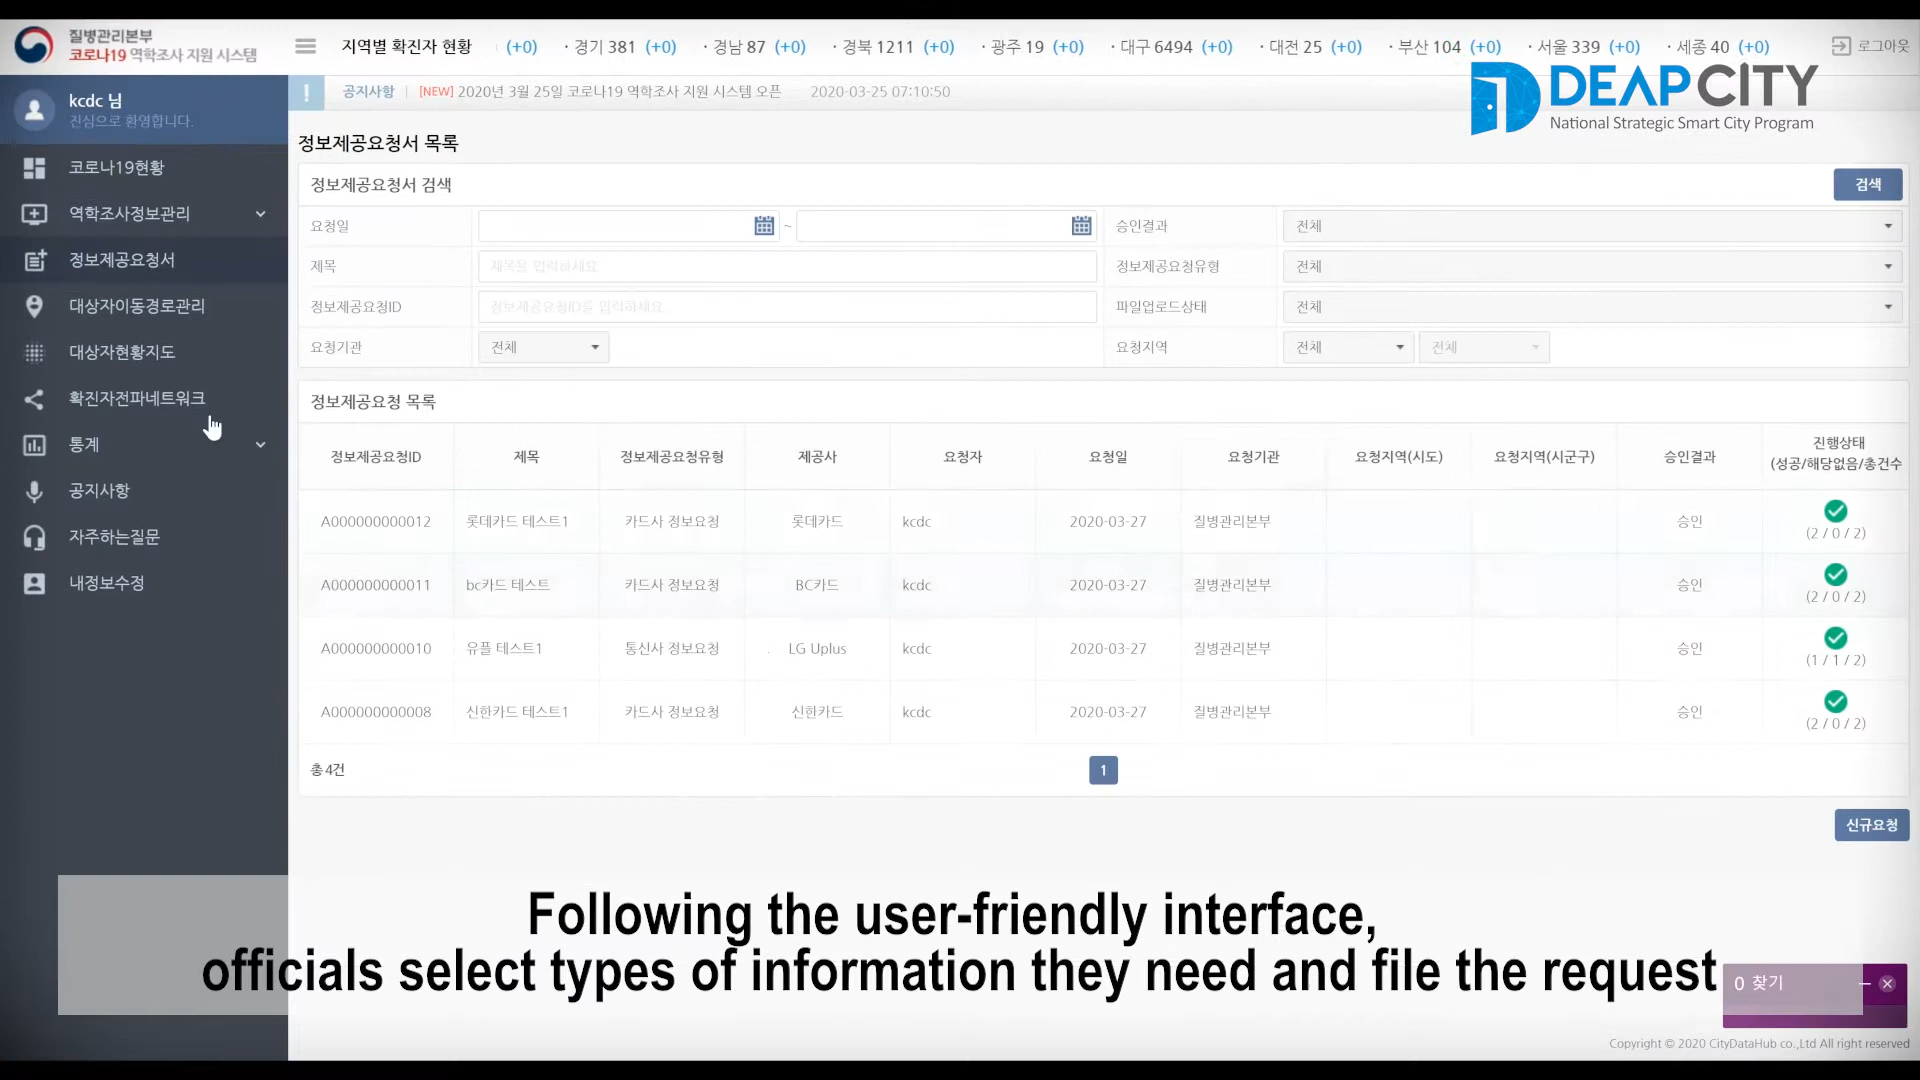 질병관리본부
코로나19 역학조사 지원 시스템
지역별 확진자 현황 (+0) · 경기 381 (+0) · 경남 87 (+0) · 경북 1211 (+0) · 광주 19 (+0) · 대구 6494 (+0) · 대전 25 (+0) · 부산 104 (+0) · 서울 339 (+0) · 세종 40 (+0) 로그아웃
kcdc 님
진심으로 환영합니다.
공지사항 | [NEW] 2020년 3월 25일 코로나19 역학조사 지원 시스템 오픈 2020-03-25 07:10:50
DEAPCITY
National Strategic Smart City Program
코로나19현황
역학조사정보관리
정보제공요청서
대상자이동경로관리
대상자현황지도
확진자전파네트워크
통계
공지사항
자주하는질문
내정보수정
정보제공요청서 목록
정보제공요청서 검색 검색
요청일 ~ 승인결과 전체
제목 제목을 입력하세요 정보제공요청유형 전체
정보제공요청ID 정보제공요청ID를 입력하세요. 파일업로드상태 전체
요청기관 전체 요청지역 전체 전체
정보제공요청 목록
정보제공요청ID 제목 정보제공요청유형 제공사 요청자 요청일 요청기관 요청지역(시도) 요청지역(시군구) 승인결과 진행상태
(성공/해당없음/총건수
A000000000012 롯데카드 테스트1 카드사 정보요청 롯데카드 kcdc 2020-03-27 질병관리본부 승인 (2 / 0 / 2)
A000000000011 bc카드 테스트 카드사 정보요청 BC카드 kcdc 2020-03-27 질병관리본부 승인 (2 / 0 / 2)
A000000000010 유플 테스트1 통신사 정보요청 LG Uplus kcdc 2020-03-27 질병관리본부 승인 (1 / 1 / 2)
A000000000008 신한카드 테스트1 카드사 정보요청 신한카드 kcdc 2020-03-27 질병관리본부 승인 (2 / 0 / 2)
총 4건 1
신규요청
Following the user-friendly interface,
officials select types of information they need and file the request
0 찾기
Copyright © 2020 CityDataHub co.,Ltd All right reserved